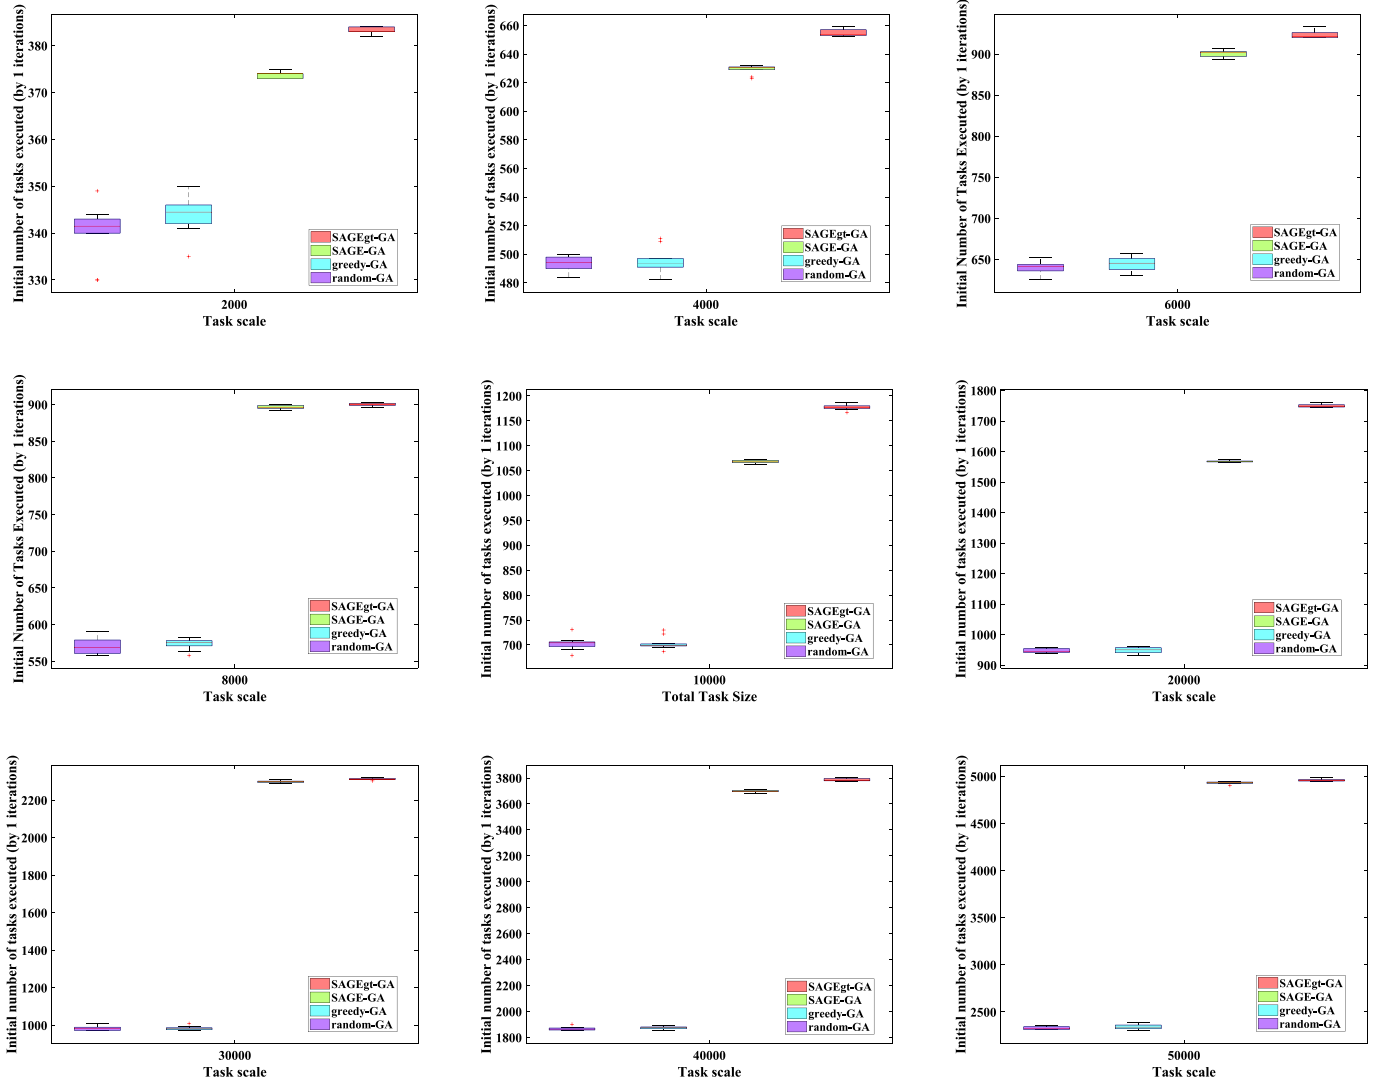 Initial number of tasks executed (by 1 iterations)
380
370
360
350
340
330
SAGEgt-GA
SAGE-GA
greedy-GA
random-GA
2000
Task scale
Initial number of tasks executed (by 1 iterations)
660
640
620
600
580
560
540
520
500
480
SAGEgt-GA
SAGE-GA
greedy-GA
random-GA
4000
Task scale
Initial Number of Tasks Executed (by 1 iterations)
900
850
800
750
700
650
SAGEgt-GA
SAGE-GA
greedy-GA
random-GA
6000
Task scale
Initial Number of Tasks Executed (by 1 iterations)
900
850
800
750
700
650
600
550
SAGEgt-GA
SAGE-GA
greedy-GA
random-GA
8000
Task scale
Initial number of tasks executed (by 1 iterations)
1200
1150
1100
1050
1000
950
900
850
800
750
700
SAGEgt-GA
SAGE-GA
greedy-GA
random-GA
10000
Total Task Size
Initial number of tasks executed (by 1 iterations)
1800
1700
1600
1500
1400
1300
1200
1100
1000
900
SAGEgt-GA
SAGE-GA
greedy-GA
random-GA
20000
Task scale
Initial number of tasks executed (by 1 iterations)
2200
2000
1800
1600
1400
1200
1000
SAGEgt-GA
SAGE-GA
greedy-GA
random-GA
30000
Task scale
Initial number of tasks executed (by 1 iterations)
3800
3600
3400
3200
3000
2800
2600
2400
2200
2000
1800
SAGEgt-GA
SAGE-GA
greedy-GA
random-GA
40000
Task scale
Initial number of tasks executed (by 1 iterations)
5000
4500
4000
3500
3000
2500
SAGEgt-GA
SAGE-GA
greedy-GA
random-GA
50000
Task scale